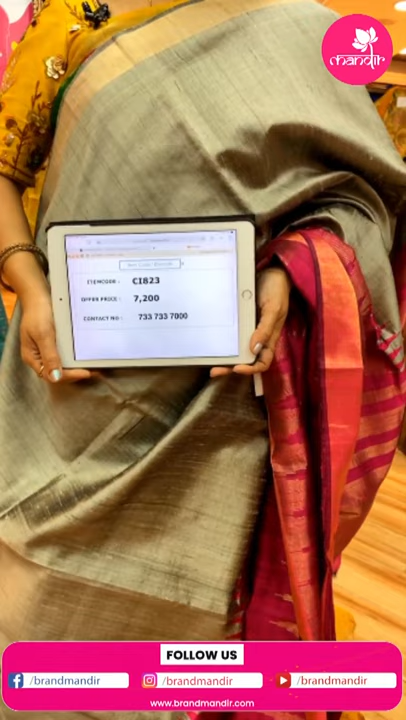 mandir
ITEMCODE : CI823
OFFER PRICE : 7,200
CONTACT NO : 733 733 7000
FOLLOW US
/brandmandir /brandmandir /brandmandir
www.brandmandir.com